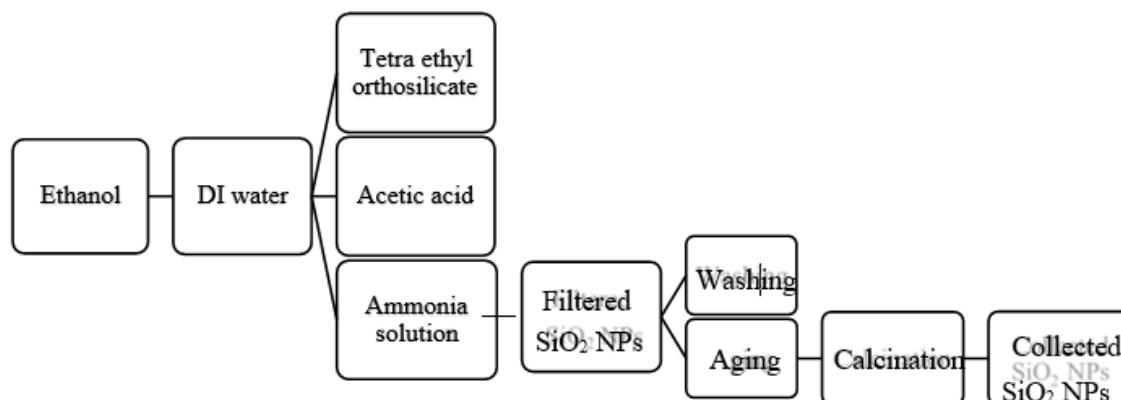 Ethanol
DI water
Tetra ethyl
orthosilicate
Acetic acid
Ammonia
solution
Filtered
SiO₂ NPs
Washing
Aging
Calcination
Collected
SiO₂ NPs